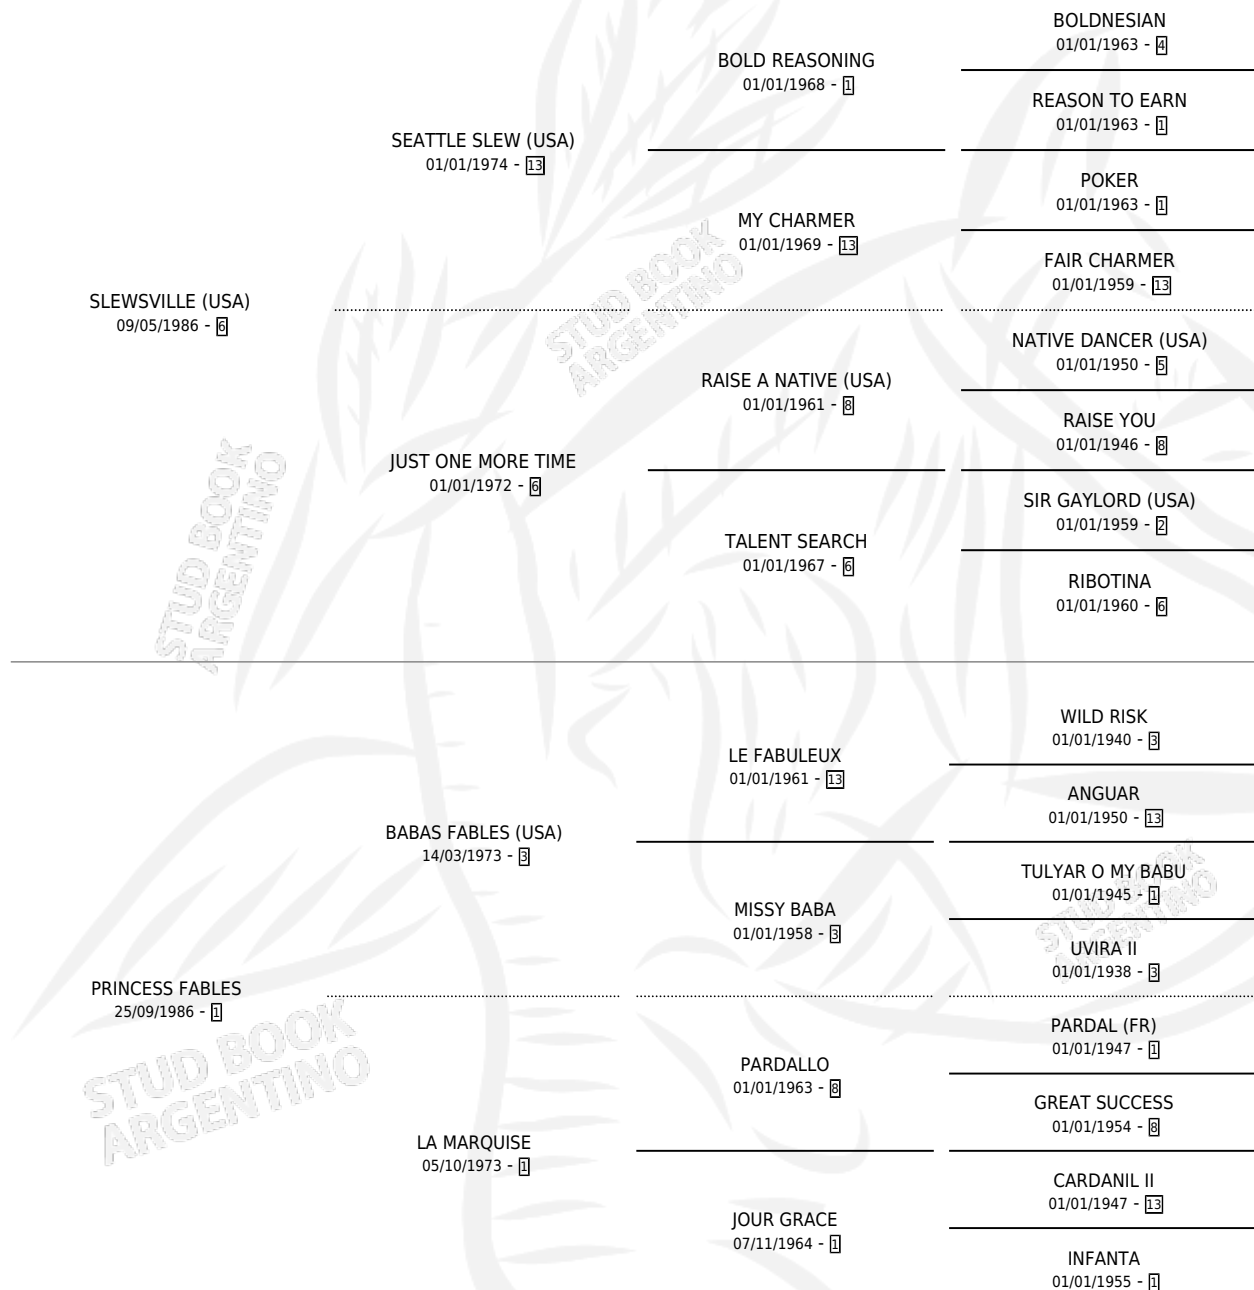 BOLDNESIAN
01/01/1963 - 4
BOLD REASONING
01/01/1968 - 1
REASON TO EARN
01/01/1963 - 1
SEATTLE SLEW (USA)
01/01/1974 - 13
POKER
01/01/1963 - 1
MY CHARMER
01/01/1969 - 13
FAIR CHARMER
01/01/1959 - 13
SLEWSVILLE (USA)
09/05/1986 - 6
NATIVE DANCER (USA)
01/01/1950 - 5
RAISE A NATIVE (USA)
01/01/1961 - 8
RAISE YOU
01/01/1946 - 8
JUST ONE MORE TIME
01/01/1972 - 6
SIR GAYLORD (USA)
01/01/1959 - 2
TALENT SEARCH
01/01/1967 - 6
RIBOTINA
01/01/1960 - 6
WILD RISK
01/01/1940 - 3
LE FABULEUX
01/01/1961 - 13
ANGUAR
01/01/1950 - 13
BABAS FABLES (USA)
14/03/1973 - 3
TULYAR O MY BABU
01/01/1945 - 1
MISSY BABA
01/01/1958 - 3
UVIRA II
01/01/1938 - 3
PRINCESS FABLES
25/09/1986 - 1
PARDAL (FR)
01/01/1947 - 1
PARDALLO
01/01/1963 - 8
GREAT SUCCESS
01/01/1954 - 8
LA MARQUISE
05/10/1973 - 1
CARDANIL II
01/01/1947 - 13
JOUR GRACE
07/11/1964 - 1
INFANTA
01/01/1955 - 1
STUD BOOK
ARGENTINO
STUD BOOK
ARGENTINO
STUD BOOK
ARGENTINO
STUD BOOK
ARGENTINO